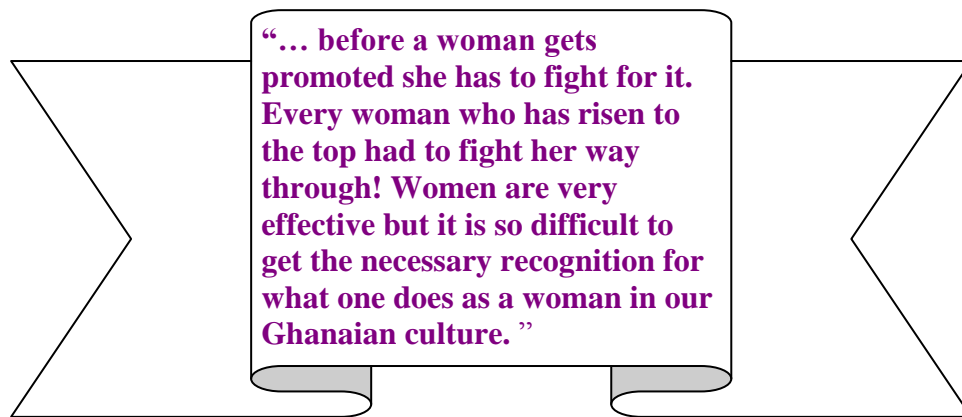 “… before a woman gets
promoted she has to fight for it.
Every woman who has risen to
the top had to fight her way
through! Women are very
effective but it is so difficult to
get the necessary recognition for
what one does as a woman in our
Ghanaian culture. ”